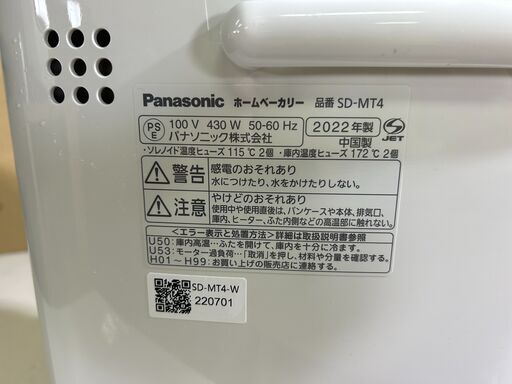 Panasonic ホームベーカリー 品番 SD-MT4
PS E 100 V 430 W 50-60 Hz 2022年製 JET
パナソニック株式会社 中国製
・ソレノイド温度ヒューズ 115 ℃ 2個 ・庫内温度ヒューズ 172 ℃ 2個
警告 感電のおそれあり
水につけたり、水をかけたりしない。
注意 やけどのおそれあり
使用中や使用直後は、パンケースや本体、排気口、
庫内、ヒーター、ふた内側などの高温部に触れない。
<エラー表示と処置方法>詳細は取扱説明書参照
U50: 庫内高温…ふたを開けて、庫内を十分に冷ます。
U53: モーター過負荷…「取消」を押し、材料や分量を確認する。
H01~H99: お買い上げの販売店に連絡する。
SD-MT4-W
220701